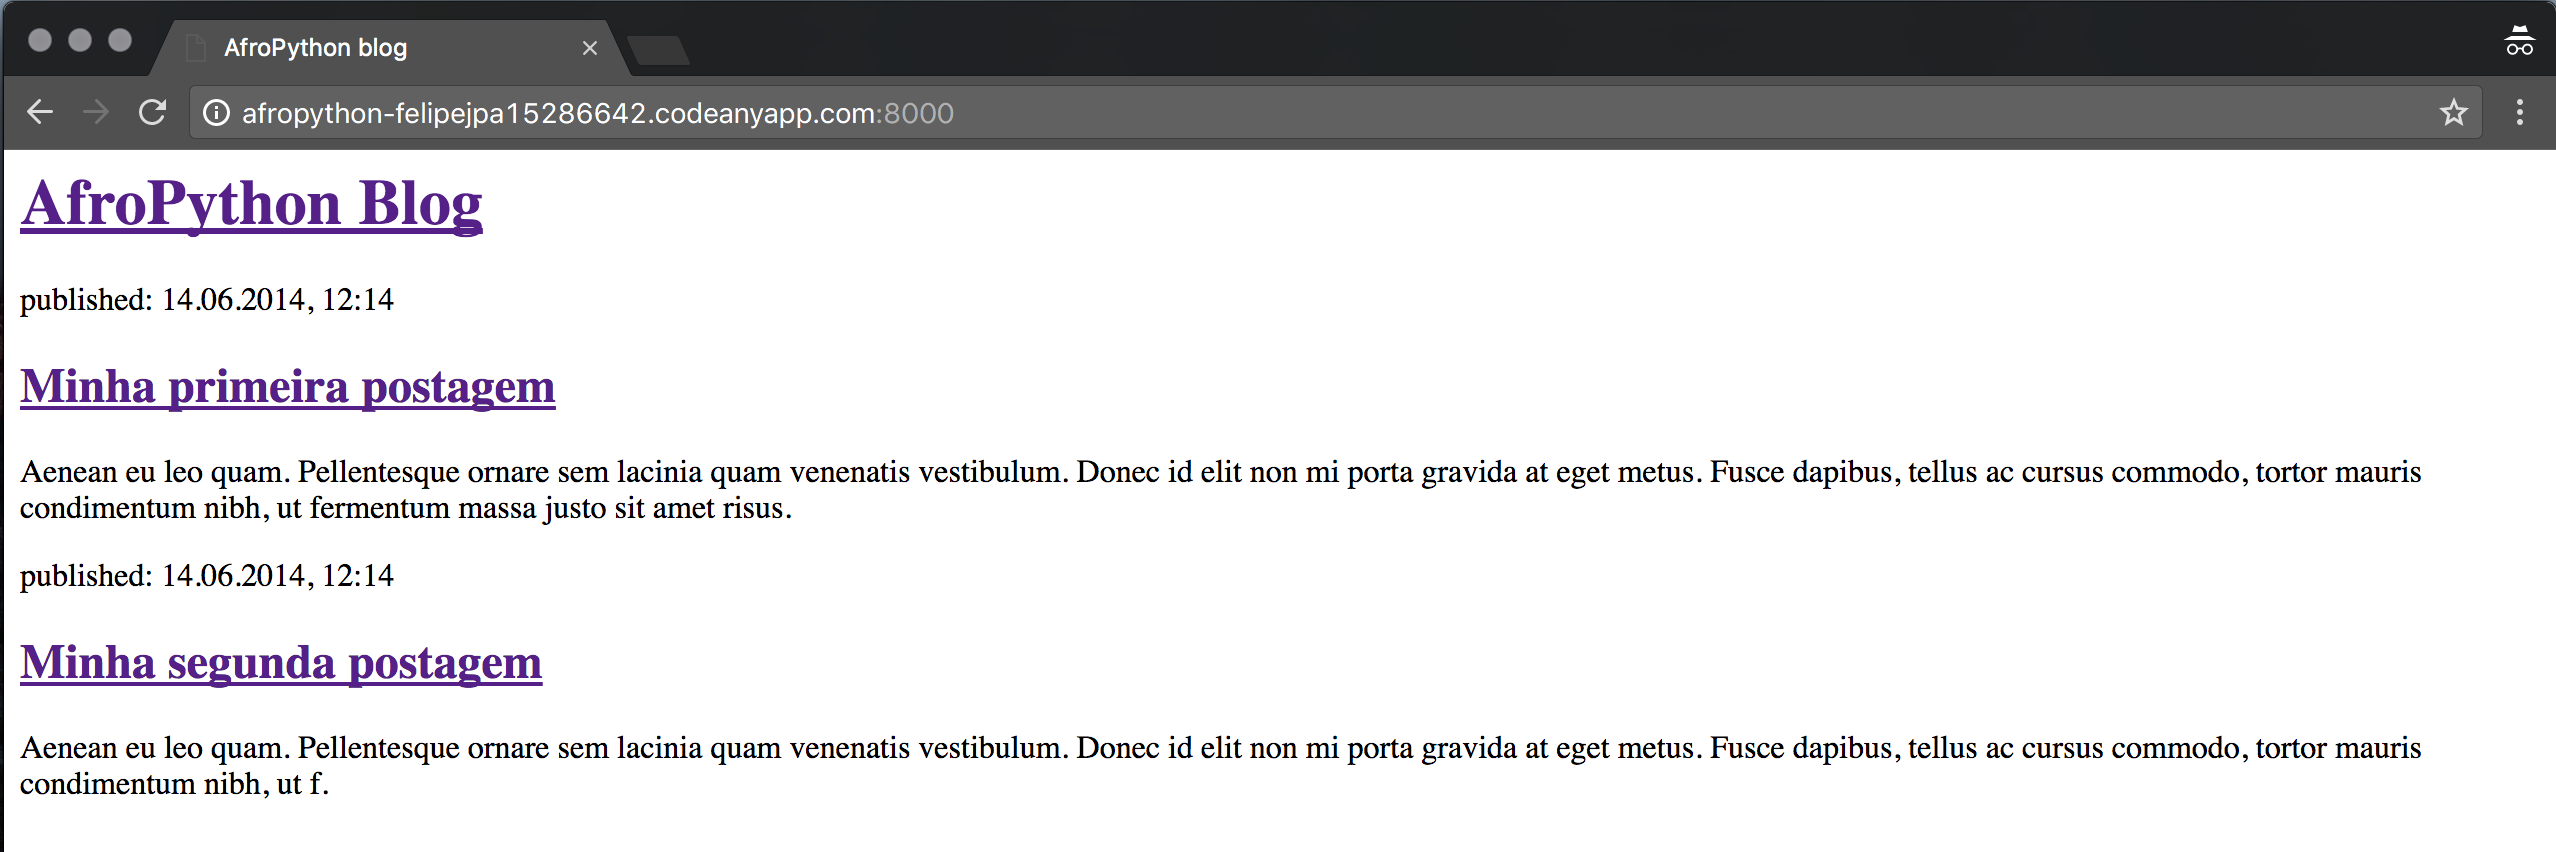 AfroPython blog
afropython-felipejpa15286642.codeanyapp.com:8000
AfroPython Blog
published: 14.06.2014, 12:14
Minha primeira postagem
Aenean eu leo quam. Pellentesque ornare sem lacinia quam venenatis vestibulum. Donec id elit non mi porta gravida at eget metus. Fusce dapibus, tellus ac cursus commodo, tortor mauris
condimentum nibh, ut fermentum massa justo sit amet risus.
published: 14.06.2014, 12:14
Minha segunda postagem
Aenean eu leo quam. Pellentesque ornare sem lacinia quam venenatis vestibulum. Donec id elit non mi porta gravida at eget metus. Fusce dapibus, tellus ac cursus commodo, tortor mauris
condimentum nibh, ut f.